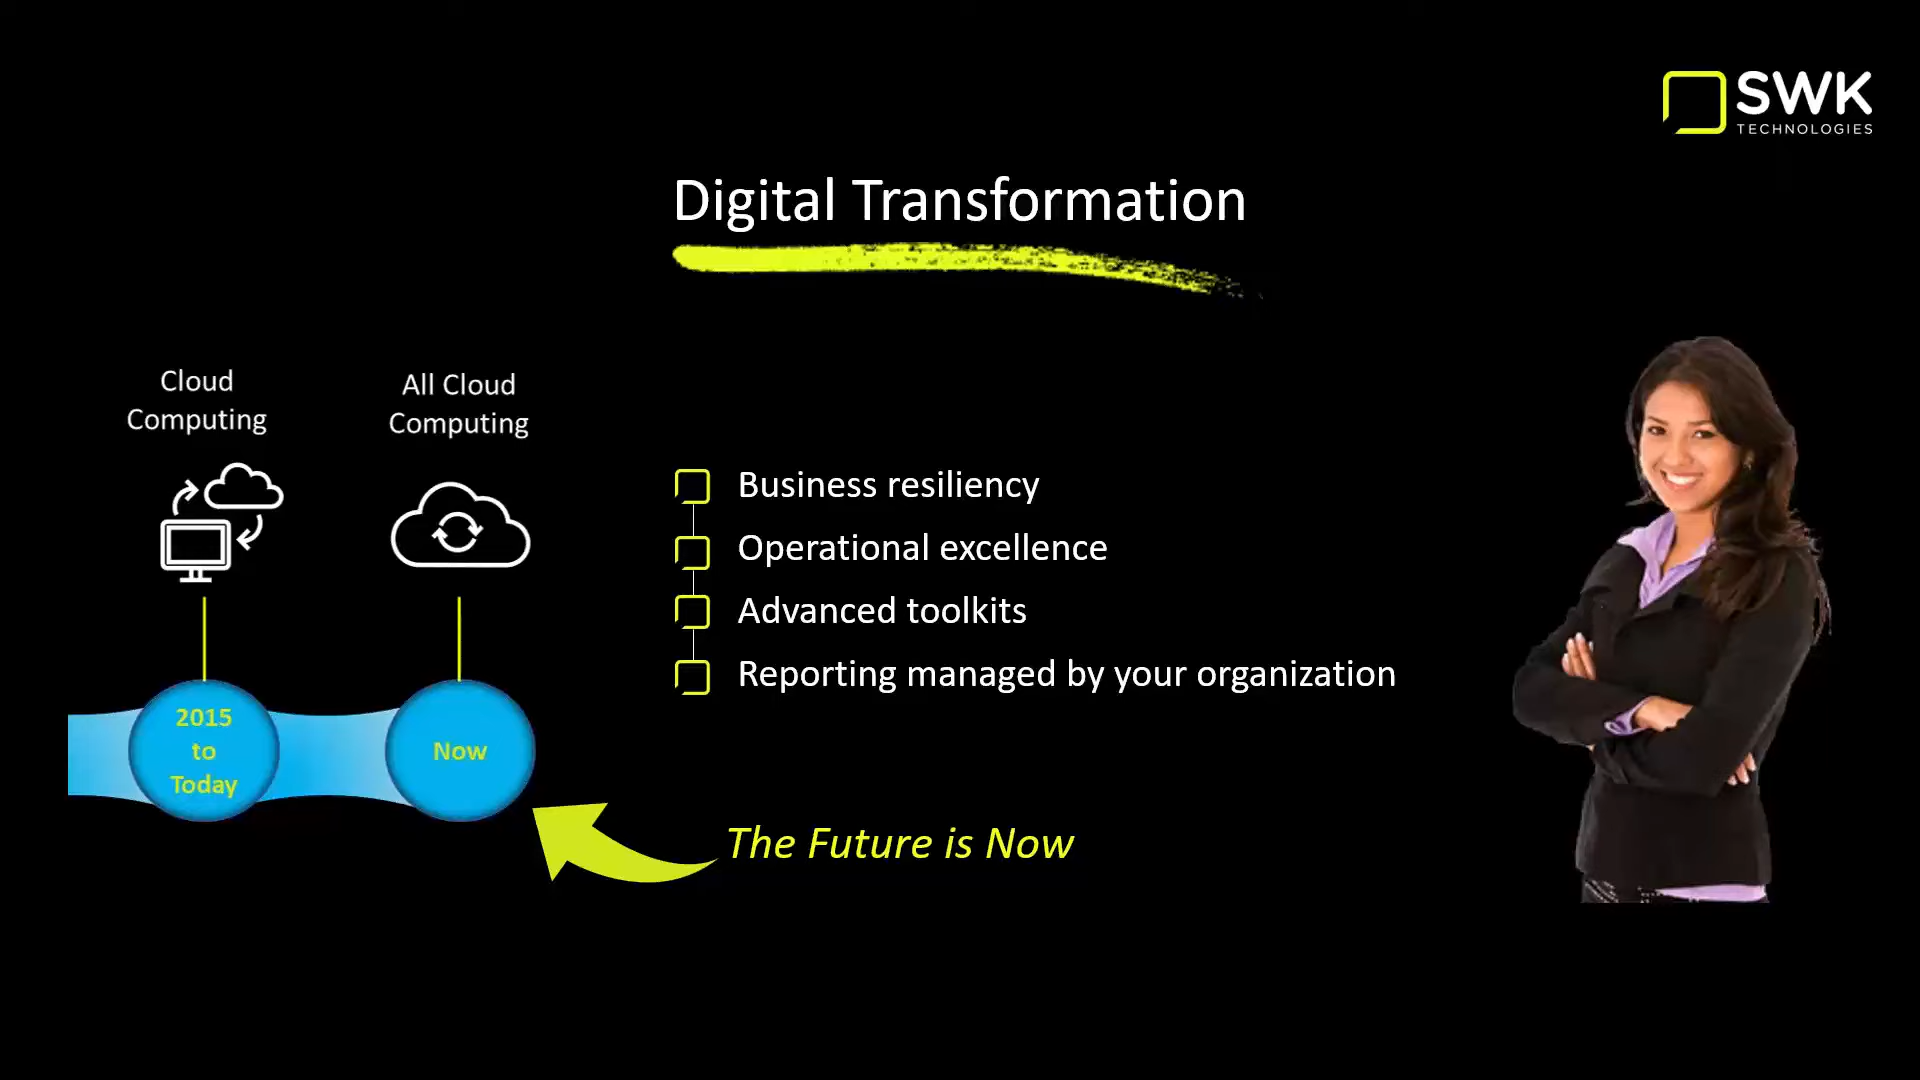 SWK
TECHNOLOGIES
Digital Transformation
Cloud
Computing
All Cloud
Computing
Business resiliency
Operational excellence
Advanced toolkits
Reporting managed by your organization
2015
to
Today
Now
The Future is Now